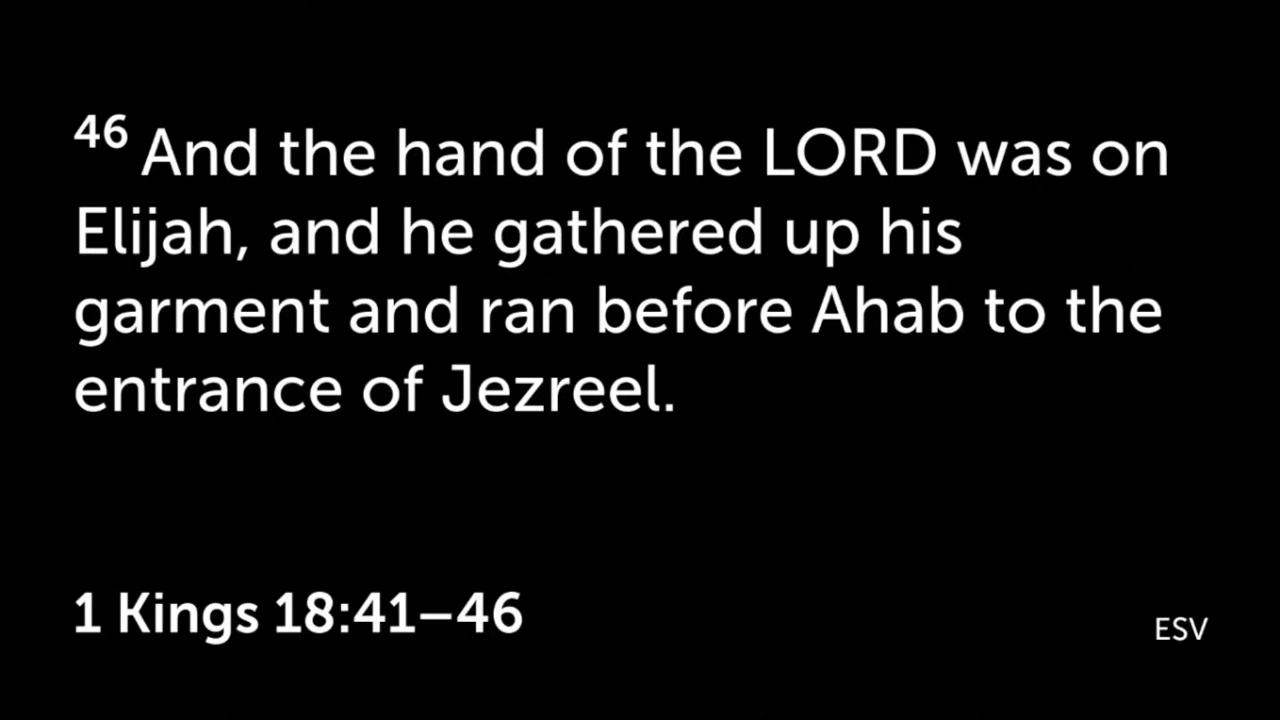 46 And the hand of the LORD was on
Elijah, and he gathered up his
garment and ran before Ahab to the
entrance of Jezreel.
1 Kings 18:41–46
ESV